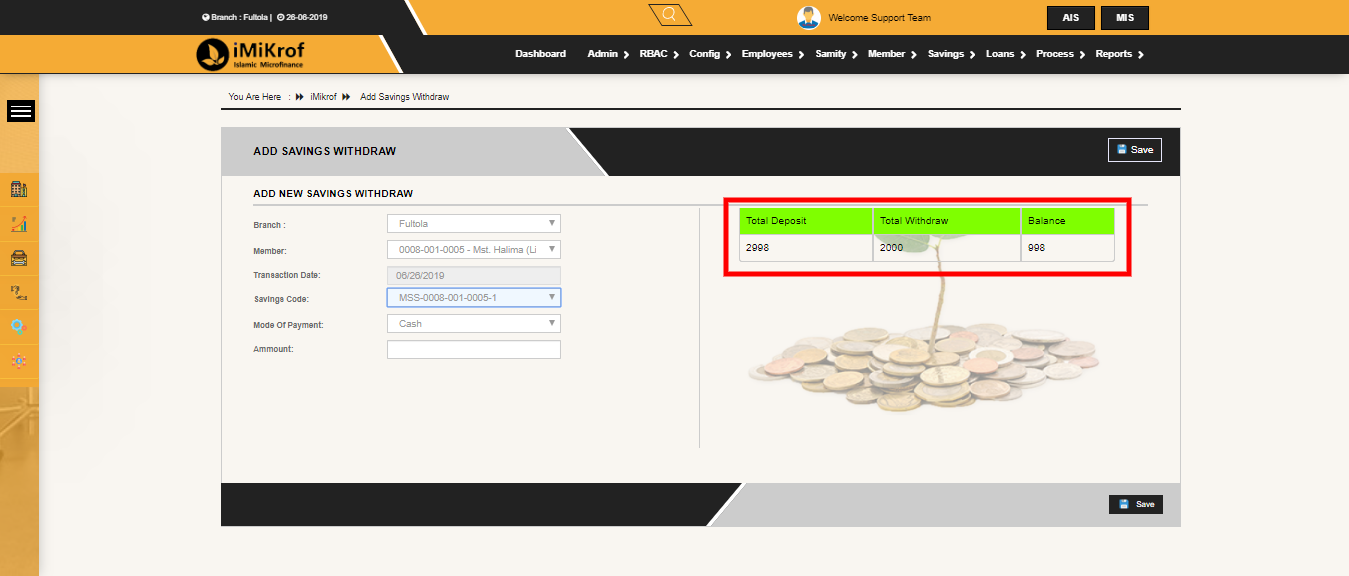 Branch : Fultola | 26-06-2019
Welcome Support Team
AIS
MIS
iMiKrof
Islamic Microfinance
Dashboard Admin RBAC Config Employees Samity Member Savings Loans Process Reports
You Are Here : iMikrof Add Savings Withdraw
ADD SAVINGS WITHDRAW
Save
ADD NEW SAVINGS WITHDRAW
Branch : Fultola
Member: 0008-001-0005 - Mst. Halima (Li
Transaction Date: 06/26/2019
Savings Code: MSS-0008-001-0005-1
Mode Of Payment: Cash
Ammount:
Total Deposit Total Withdraw Balance
2998 2000 998
Save